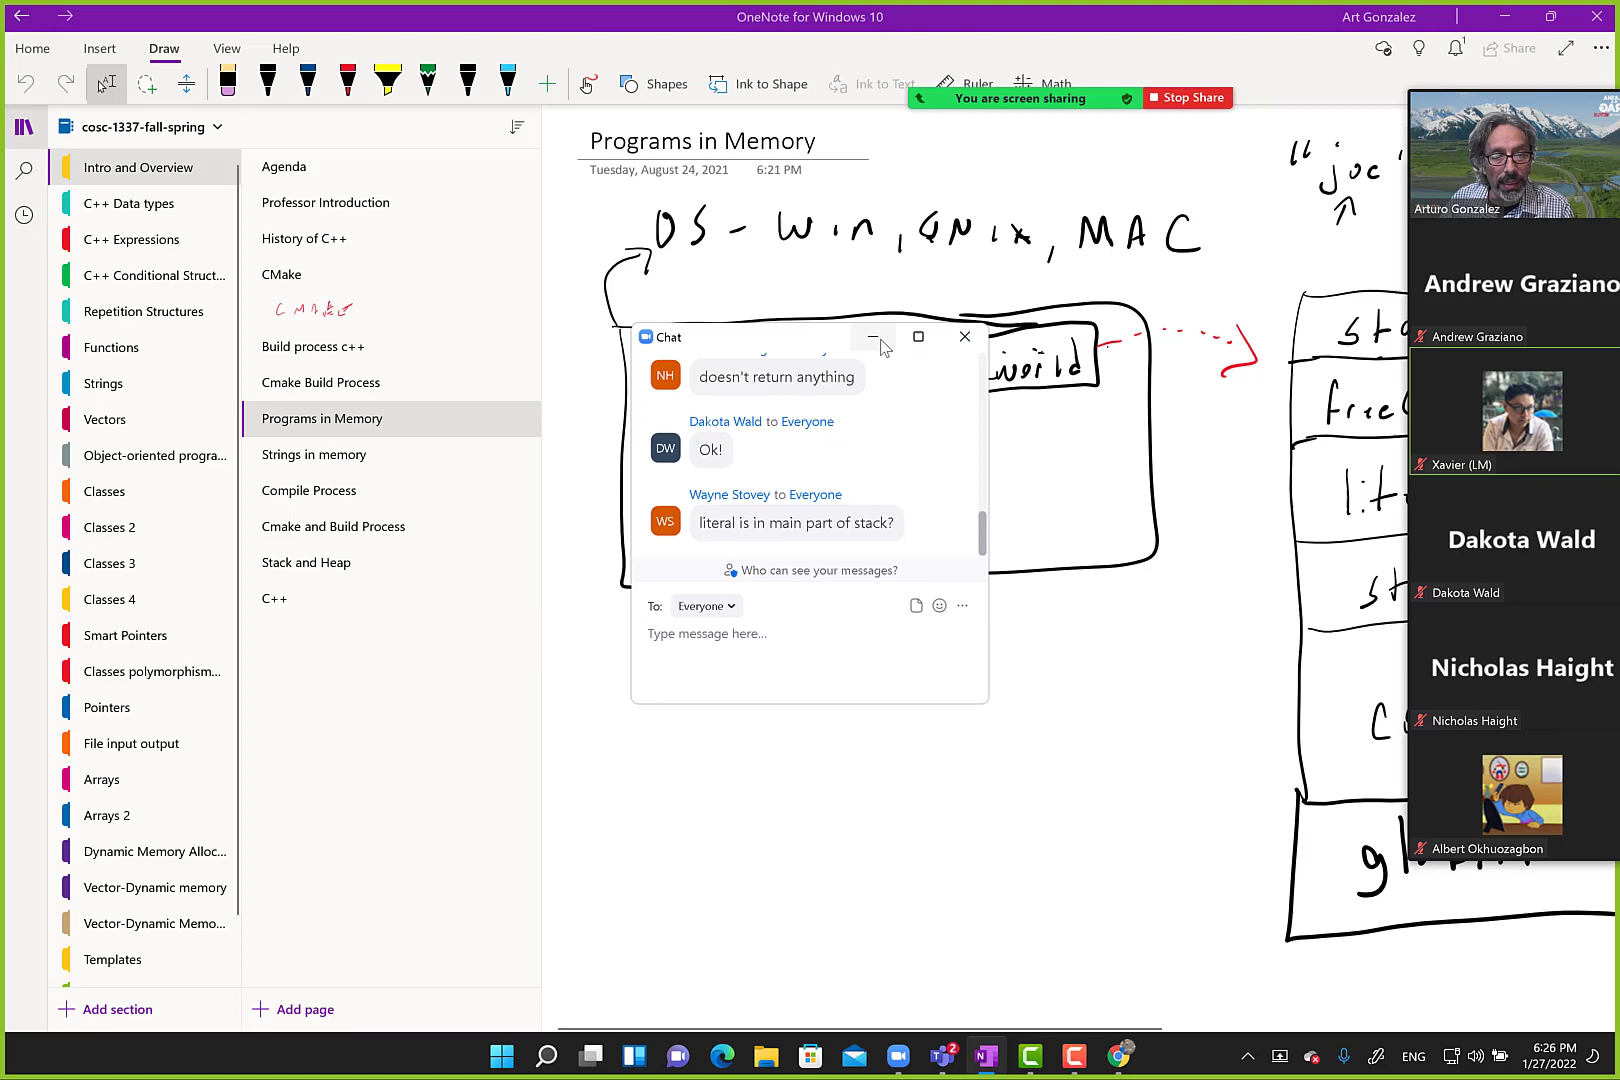 OneNote for Windows 10
Art Gonzalez
Home Insert Draw View Help
Share
Shapes Ink to Shape Ink to Text Ruler Math
You are screen sharing Stop Share
cosc-1337-fall-spring
Intro and Overview
C++ Data types
C++ Expressions
C++ Conditional Struct...
Repetition Structures
Functions
Strings
Vectors
Object-oriented progra...
Classes
Classes 2
Classes 3
Classes 4
Smart Pointers
Classes polymorphism...
Pointers
File input output
Arrays
Arrays 2
Dynamic Memory Alloc...
Vector-Dynamic memory
Vector-Dynamic Memo...
Templates
Add section
Agenda
Professor Introduction
History of C++
CMake
Build process c++
Cmake Build Process
Programs in Memory
Strings in memory
Compile Process
Cmake and Build Process
Stack and Heap
C++
Add page
Programs in Memory
Tuesday, August 24, 2021 6:21 PM
OS - Win, GNIX, MAC
"joe"
world
Chat
NH doesn't return anything
Dakota Wald to Everyone
DW Ok!
Wayne Stovey to Everyone
WS literal is in main part of stack?
Who can see your messages?
To: Everyone
Type message here...
Arturo Gonzalez
Andrew Graziano
Andrew Graziano
Xavier (LM)
Dakota Wald
Dakota Wald
Nicholas Haight
Nicholas Haight
Albert Okhuozagbon
2
ENG
6:26 PM
1/27/2022